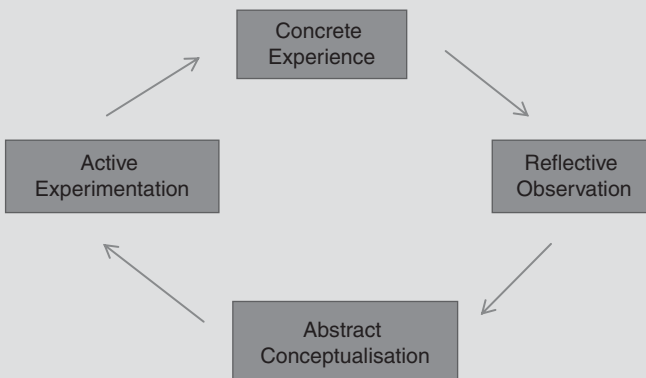 Concrete
Experience
Active
Experimentation
Reflective
Observation
Abstract
Conceptualisation